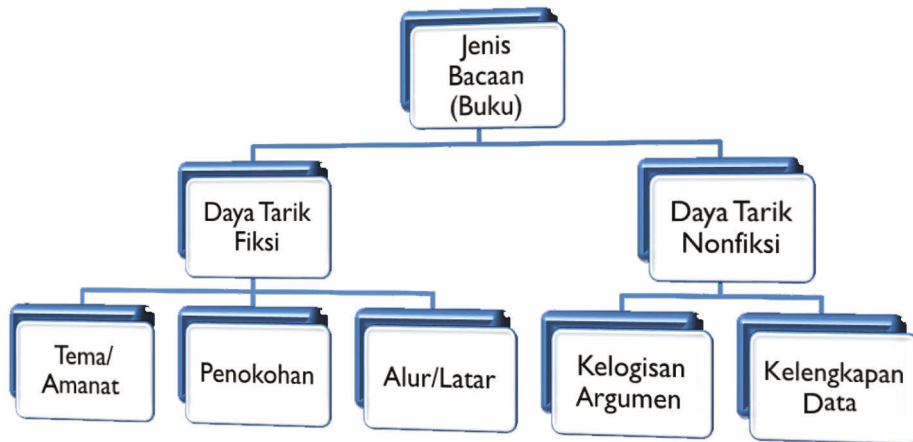 Jenis
Bacaan
(Buku)
Daya Tarik
Fiksi
Daya Tarik
Nonfiksi
Tema/
Amanat
Penokohan
Alur/Latar
Kelogisan
Argumen
Kelengkapan
Data